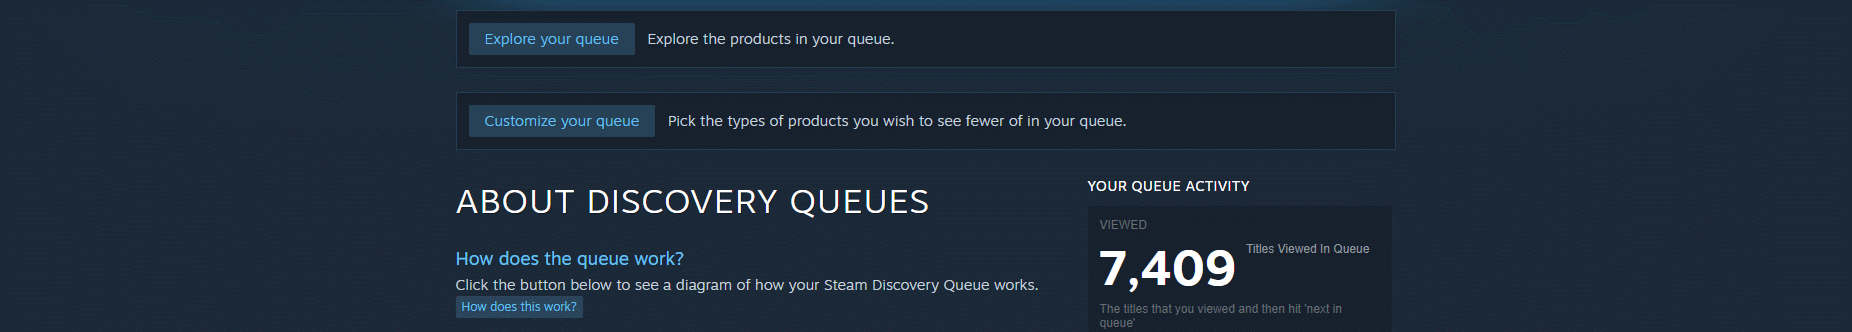 Explore your queue
Explore the products in your queue.
Customize your queue
Pick the types of products you wish to see fewer of in your queue.
ABOUT DISCOVERY QUEUES
How does the queue work?
Click the button below to see a diagram of how your Steam Discovery Queue works.
How does this work?
YOUR QUEUE ACTIVITY
VIEWED
7,409
Titles Viewed In Queue
The titles that you viewed and then hit 'next in
queue'